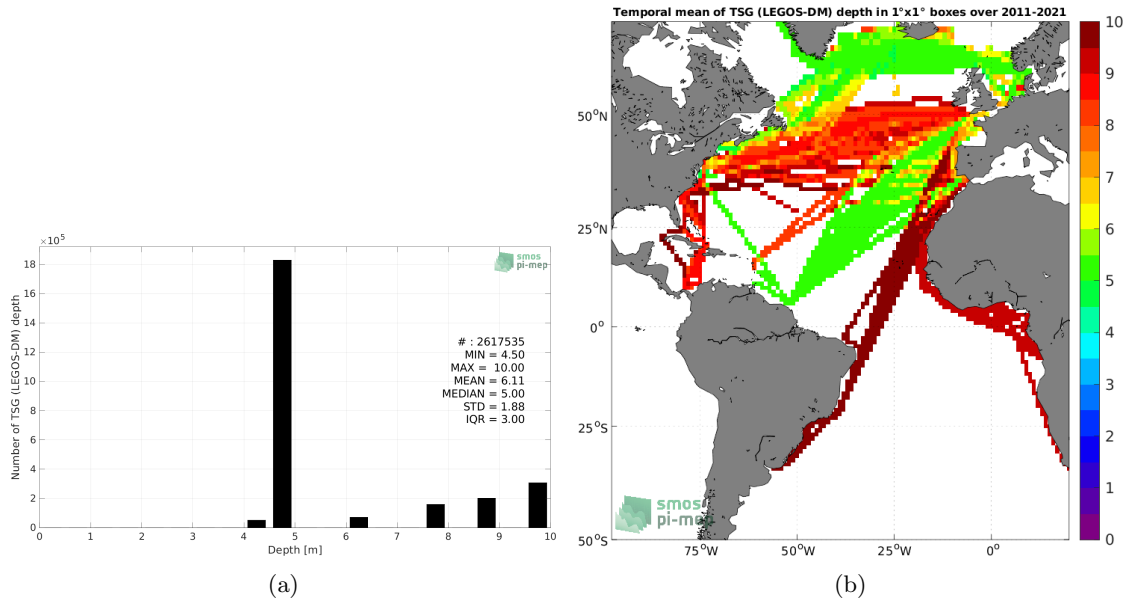 ×10⁵
18
16
14
12
10
8
6
4
2
0
Number of TSG (LEGOS-DM) depth
smos
pi-mep
# : 2617535
MIN = 4.50
MAX = 10.00
MEAN = 6.11
MEDIAN = 5.00
STD = 1.88
IQR = 3.00
0 1 2 3 4 5 6 7 8 9 10
Depth [m]
(a)
Temporal mean of TSG (LEGOS-DM) depth in 1°x1° boxes over 2011-2021
50°N
25°N
0°
25°S
50°S
75°W 50°W 25°W 0°
smos
pi-mep
10
9
8
7
6
5
4
3
2
1
0
(b)